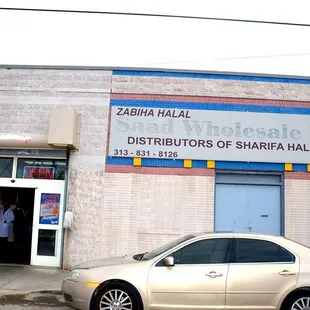 ZABIHA HALAL
Saad Wholesale
DISTRIBUTORS OF SHARIFA HAL
313 - 831 - 8126